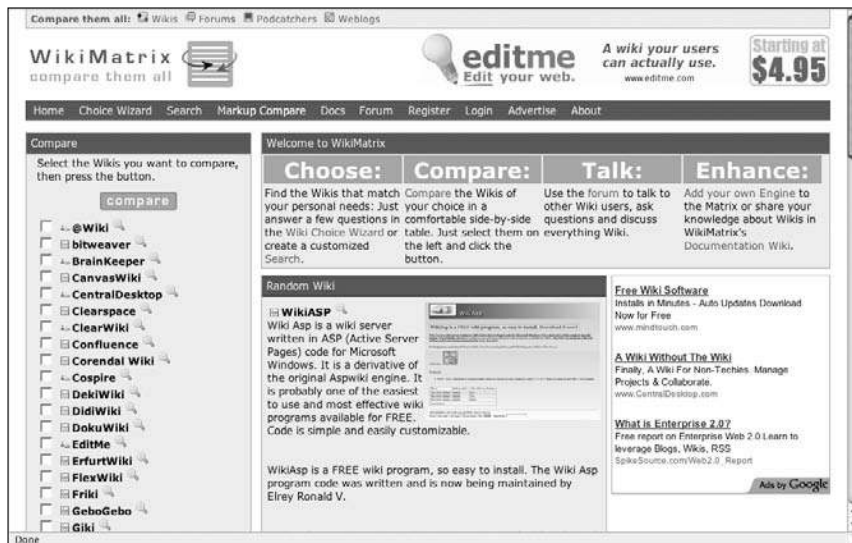 Compare them all: Wikis Forums Podcatchers Weblogs
WikiMatrix
compare them all
editme
Edit your web.
A wiki your users
can actually use.
www.editme.com
Starting at
$4.95
Home Choice Wizard Search Markup Compare Docs Forum Register Login Advertise About
Compare
Select the Wikis you want to compare,
then press the button.
compare
@Wiki
bitweaver
BrainKeeper
CanvasWiki
CentralDesktop
Clearspace
ClearWiki
Confluence
Corendal Wiki
Cospire
DekiWiki
DidiWiki
DokuWiki
EditMe
ErfurtWiki
FlexWiki
Friki
GeboGebo
Giki
Welcome to WikiMatrix
Choose:
Find the Wikis that match
your personal needs: Just
answer a few questions in
the Wiki Choice Wizard or
create a customized
Search.
Compare:
Compare the Wikis of
your choice in a
comfortable side-by-side
table. Just select them on
the left and click the
button.
Talk:
Use the forum to talk to
other Wiki users, ask
questions and discuss
everything Wiki.
Enhance:
Add your own Engine to
the Matrix or share your
knowledge about Wikis in
WikiMatrix's
Documentation Wiki.
Random Wiki
WikiASP
Wiki Asp is a wiki server
written in ASP (Active Server
Pages) code for Microsoft
Windows. It is a derivative of
the original Aspwiki engine. It
is probably one of the easiest
to use and most effective wiki
programs available for FREE.
Code is simple and easily customizable.
WikiAsp is a FREE wiki program, so easy to install. The Wiki Asp
program code was written and is now being maintained by
Elrey Ronald V.
Free Wiki Software
Installs in Minutes - Auto Updates Download
Now for Free
www.mindtouch.com
A Wiki Without The Wiki
Finally, A Wiki For Non-Techies. Manage
Projects & Collaborate.
www.CentralDesktop.com
What is Enterprise 2.0?
Free report on Enterprise Web 2.0 Learn to
leverage Blogs, Wikis, RSS
SpikeSource.com/Web2.0_Report
Ads by Google
Done